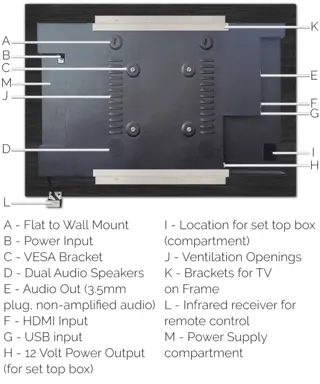 A
B
C
M
J
D
L
K
E
F
G
I
H
A - Flat to Wall Mount
B - Power Input
C - VESA Bracket
D - Dual Audio Speakers
E - Audio Out (3.5mm
plug, non-amplified audio)
F - HDMI Input
G - USB input
H - 12 Volt Power Output
(for set top box)
I - Location for set top box
(compartment)
J - Ventilation Openings
K - Brackets for TV
on Frame
L - Infrared receiver for
remote control
M - Power Supply
compartment